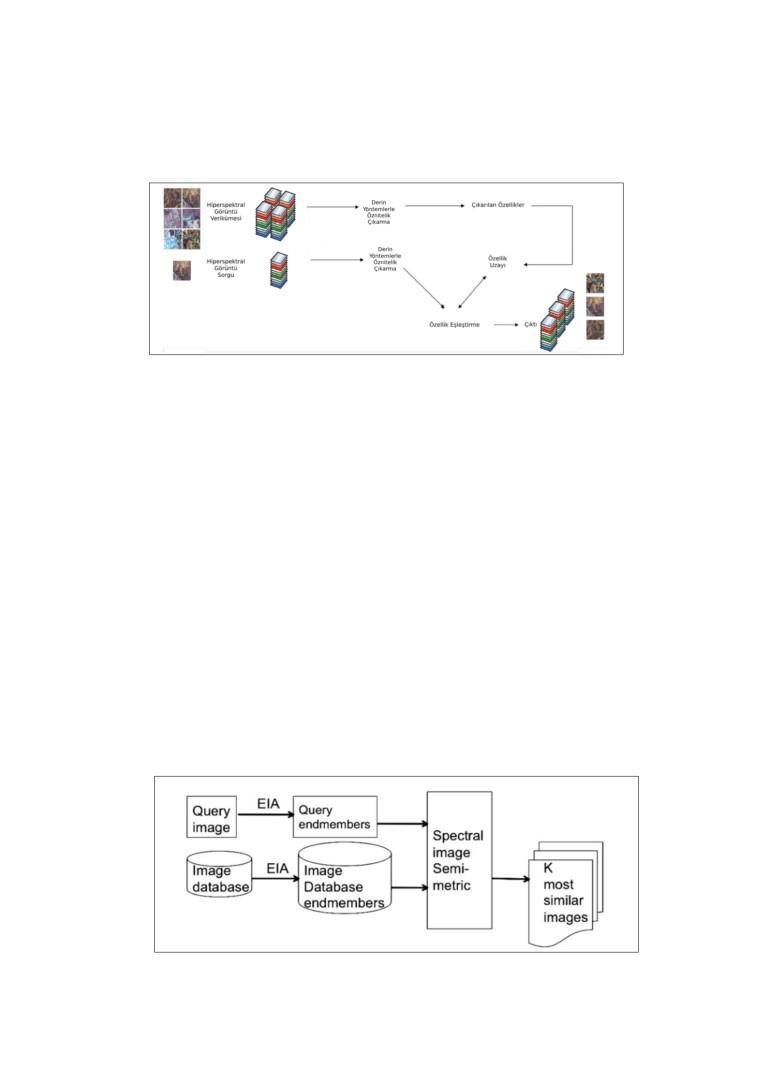 Hiperspektral
Görüntü
Verikümesi
Derin
Yöntemlerle
Öznitelik
Çıkarma
Çıkarılan Özellikler
Hiperspektral
Görüntü
Sorgu
Derin
Yöntemlerle
Öznitelik
Çıkarma
Özellik
Uzayı
Özellik Eşleştirme
Çıktı
Query
image
EIA
Query
endmembers
Image
database
EIA
Image
Database
endmembers
Spectral
image
Semi-
metric
K
most
similar
images